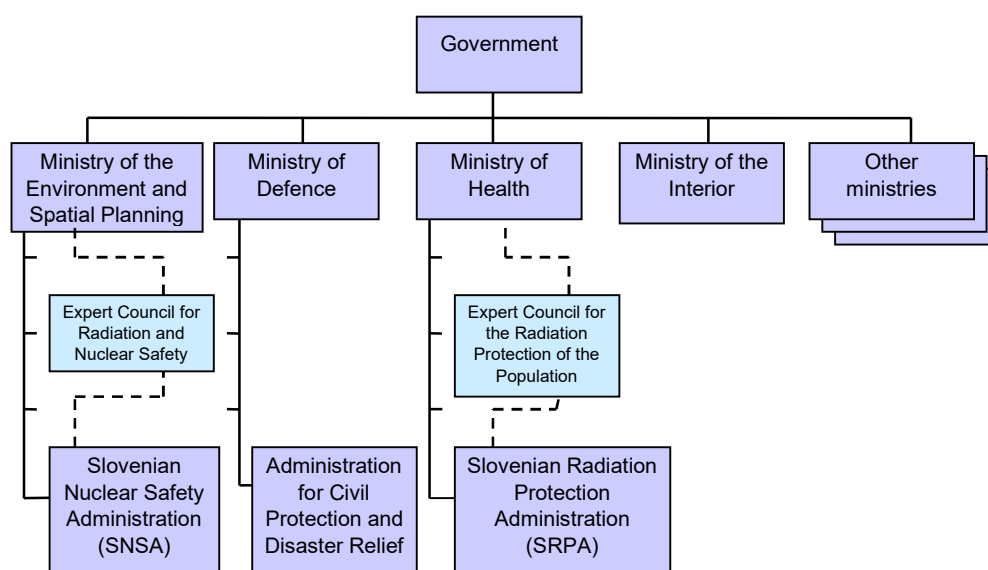 Government
Ministry of the
Environment and
Spatial Planning
Ministry of
Defence
Ministry of
Health
Ministry of the
Interior
Other
ministries
Expert Council for
Radiation and
Nuclear Safety
Expert Council for
the Radiation
Protection of the
Population
Slovenian
Nuclear Safety
Administration
(SNSA)
Administration
for Civil
Protection and
Disaster Relief
Slovenian Radiation
Protection
Administration
(SRPA)